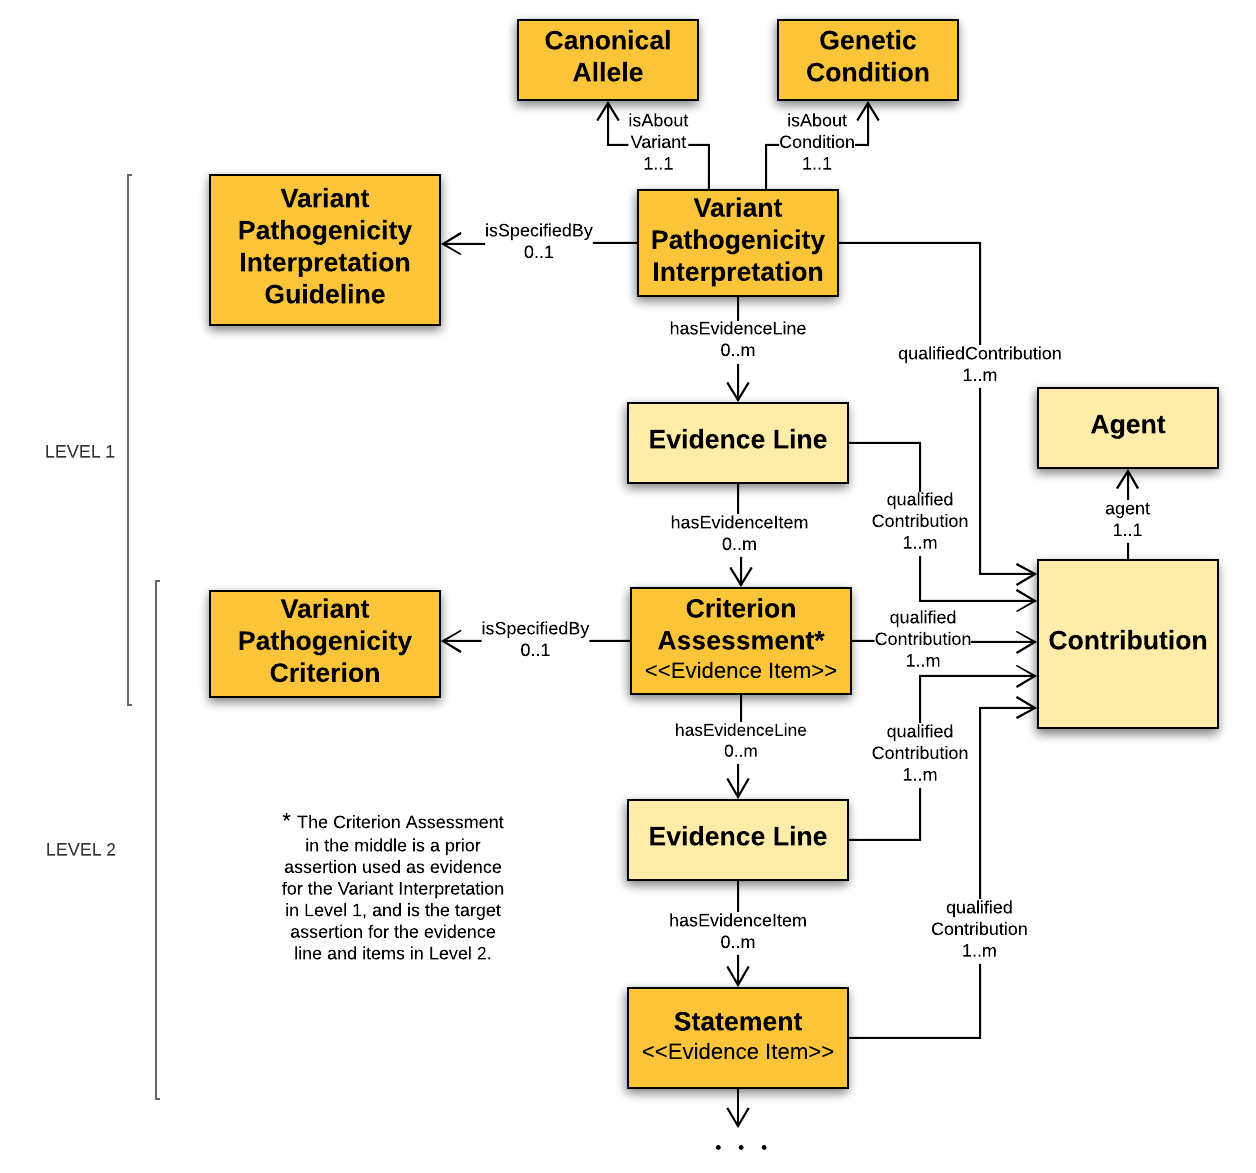 Canonical
Allele
Genetic
Condition
isAbout
Variant
1..1
isAbout
Condition
1..1
Variant
Pathogenicity
Interpretation
Guideline
isSpecifiedBy
0..1
Variant
Pathogenicity
Interpretation
hasEvidenceLine
0..m
qualifiedContribution
1..m
LEVEL 1
Evidence Line
Agent
qualified
Contribution
1..m
agent
1..1
hasEvidenceItem
0..m
Variant
Pathogenicity
Criterion
isSpecifiedBy
0..1
Criterion
Assessment*
<<Evidence Item>>
qualified
Contribution
1..m
Contribution
hasEvidenceLine
0..m
qualified
Contribution
1..m
LEVEL 2
* The Criterion Assessment
in the middle is a prior
assertion used as evidence
for the Variant Interpretation
in Level 1, and is the target
assertion for the evidence
line and items in Level 2.
Evidence Line
hasEvidenceItem
0..m
qualified
Contribution
1..m
Statement
<<Evidence Item>>
. . .